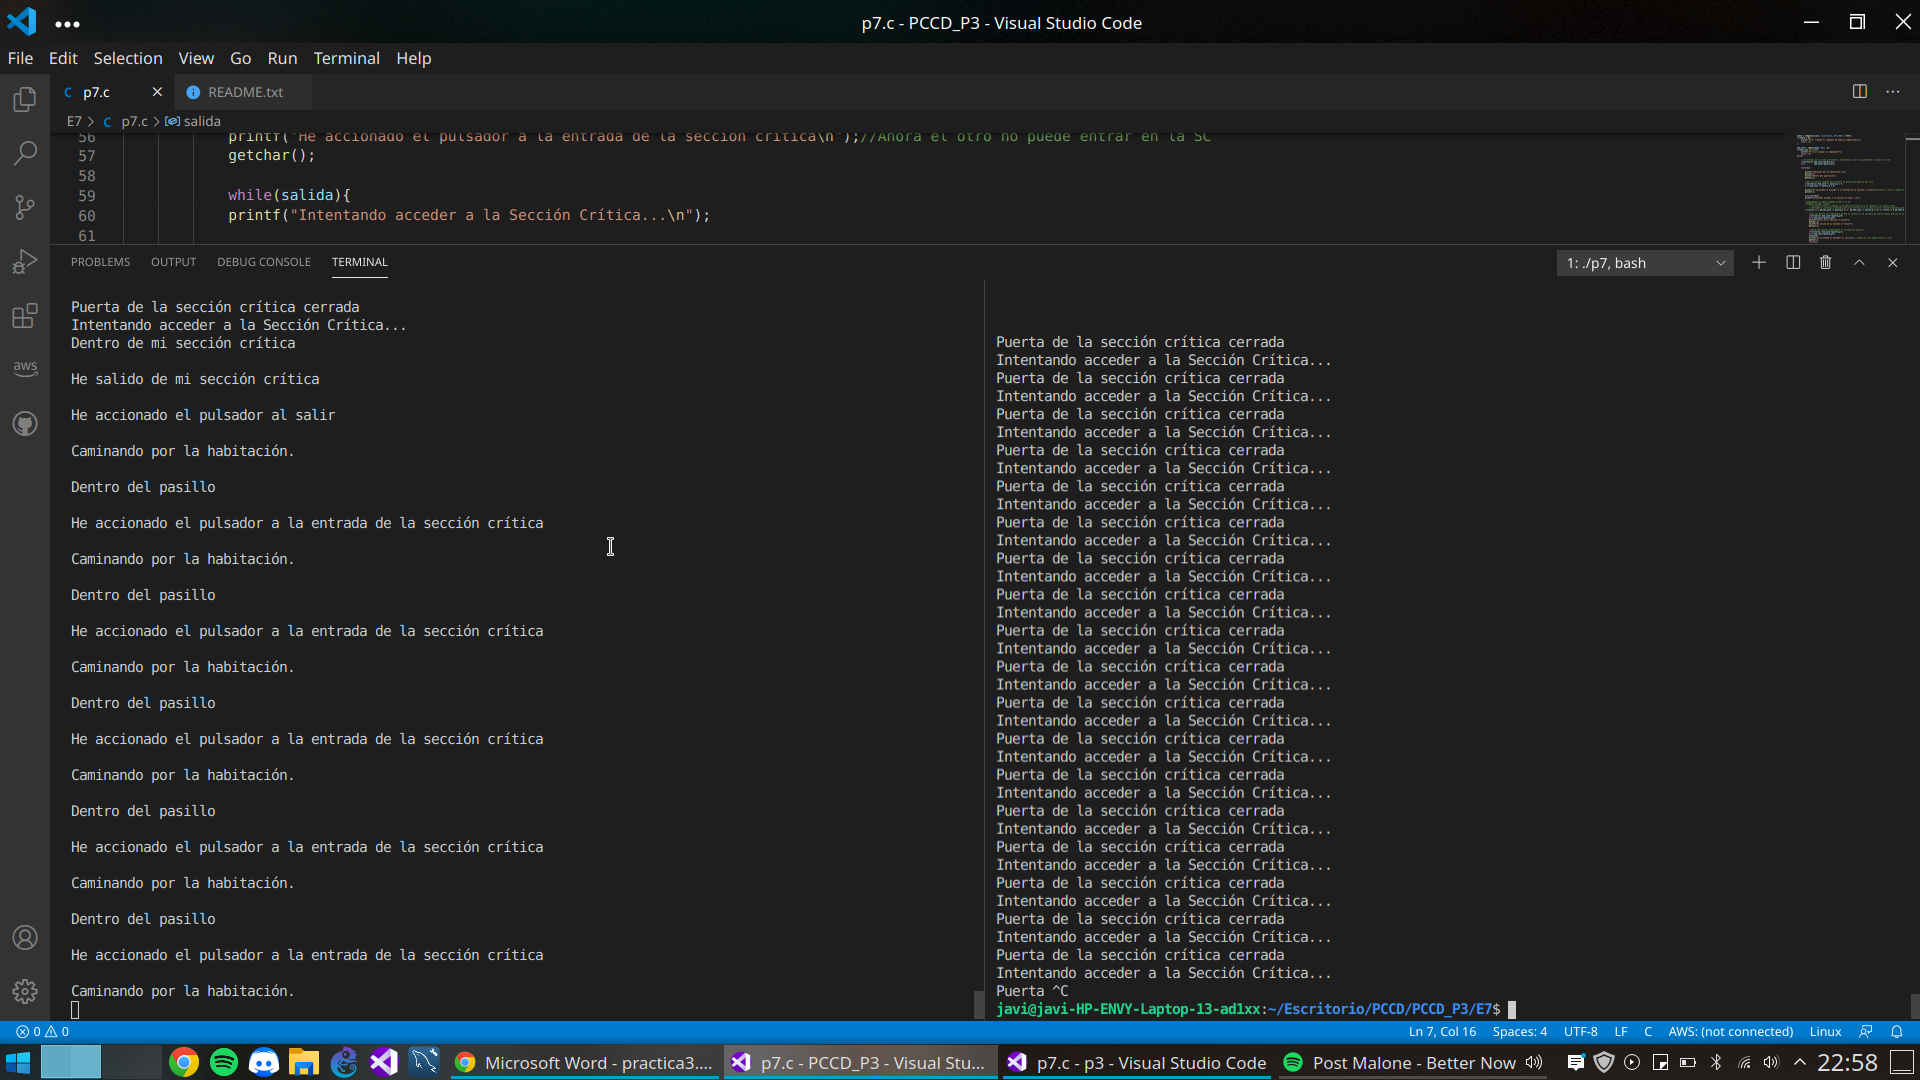 p7.c - PCCD_P3 - Visual Studio Code
File Edit Selection View Go Run Terminal Help
C p7.c README.txt
E7 > C p7.c > salida
56 printf("He accionado el pulsador a la entrada de la sección crítica\n");//Ahora el otro no puede entrar en la SC
57 getchar();
58
59 while(salida){
60 printf("Intentando acceder a la Sección Crítica...\n");
61
PROBLEMS OUTPUT DEBUG CONSOLE TERMINAL
1: ./p7, bash
Puerta de la sección crítica cerrada
Intentando acceder a la Sección Crítica...
Dentro de mi sección crítica
He salido de mi sección crítica
He accionado el pulsador al salir
Caminando por la habitación.
Dentro del pasillo
He accionado el pulsador a la entrada de la sección crítica
Caminando por la habitación.
Dentro del pasillo
He accionado el pulsador a la entrada de la sección crítica
Caminando por la habitación.
Dentro del pasillo
He accionado el pulsador a la entrada de la sección crítica
Caminando por la habitación.
Dentro del pasillo
He accionado el pulsador a la entrada de la sección crítica
Caminando por la habitación.
Dentro del pasillo
He accionado el pulsador a la entrada de la sección crítica
Caminando por la habitación.
Puerta de la sección crítica cerrada
Intentando acceder a la Sección Crítica...
Puerta de la sección crítica cerrada
Intentando acceder a la Sección Crítica...
Puerta de la sección crítica cerrada
Intentando acceder a la Sección Crítica...
Puerta de la sección crítica cerrada
Intentando acceder a la Sección Crítica...
Puerta de la sección crítica cerrada
Intentando acceder a la Sección Crítica...
Puerta de la sección crítica cerrada
Intentando acceder a la Sección Crítica...
Puerta de la sección crítica cerrada
Intentando acceder a la Sección Crítica...
Puerta de la sección crítica cerrada
Intentando acceder a la Sección Crítica...
Puerta de la sección crítica cerrada
Intentando acceder a la Sección Crítica...
Puerta de la sección crítica cerrada
Intentando acceder a la Sección Crítica...
Puerta de la sección crítica cerrada
Intentando acceder a la Sección Crítica...
Puerta de la sección crítica cerrada
Intentando acceder a la Sección Crítica...
Puerta de la sección crítica cerrada
Intentando acceder a la Sección Crítica...
Puerta de la sección crítica cerrada
Intentando acceder a la Sección Crítica...
Puerta de la sección crítica cerrada
Intentando acceder a la Sección Crítica...
Puerta de la sección crítica cerrada
Intentando acceder a la Sección Crítica...
Puerta de la sección crítica cerrada
Intentando acceder a la Sección Crítica...
Puerta de la sección crítica cerrada
Intentando acceder a la Sección Crítica...
Puerta ^C
javi@javi-HP-ENVY-Laptop-13-ad1xx:~/Escritorio/PCCD/PCCD_P3/E7$
aws
0 0
Ln 7, Col 16 Spaces: 4 UTF-8 LF C AWS: (not connected) Linux
Microsoft Word - practica3.... p7.c - PCCD_P3 - Visual Stu... p7.c - p3 - Visual Studio Code Post Malone - Better Now 22:58